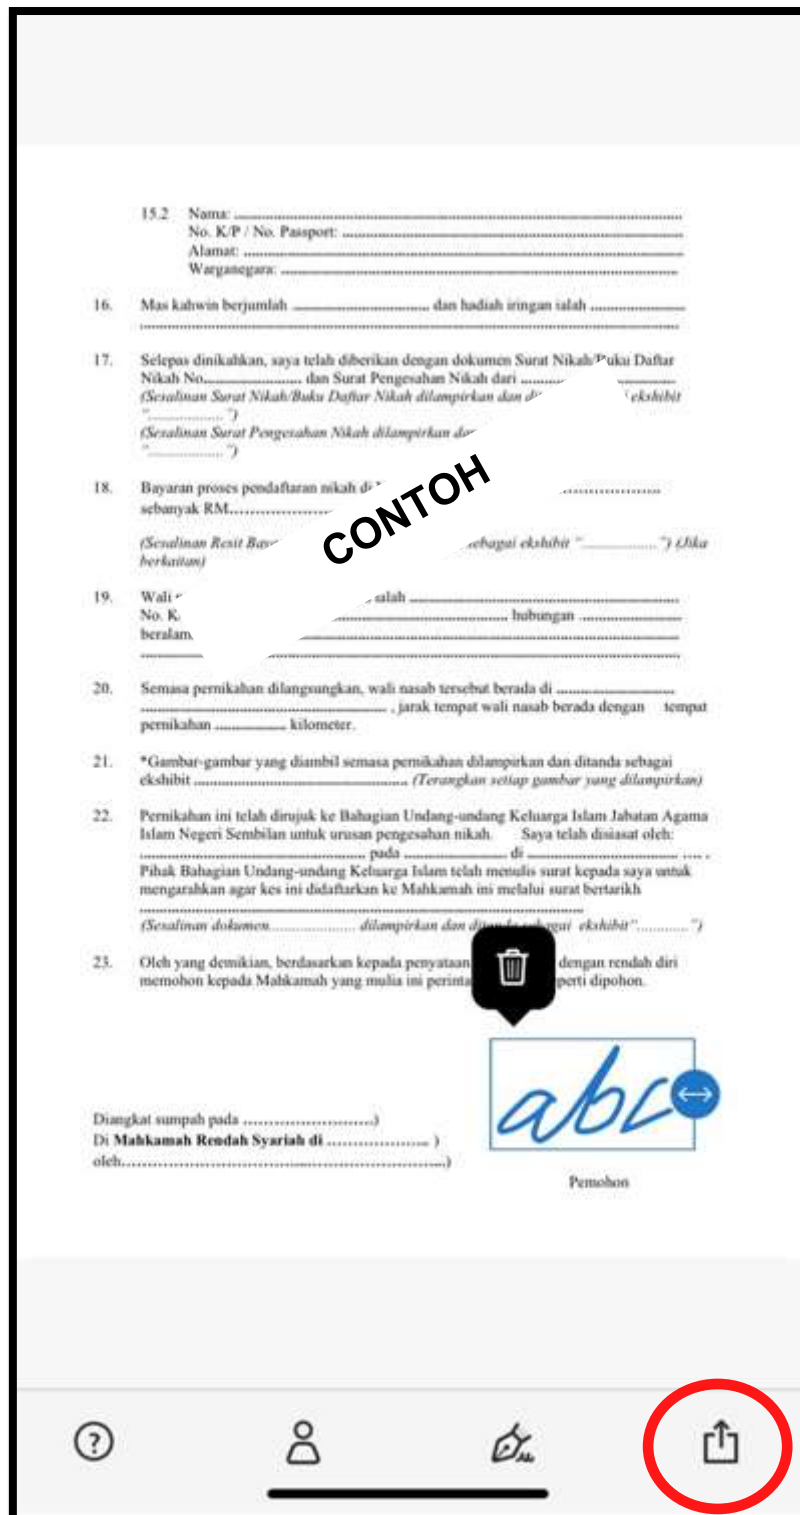 15.2 Nama: ........................................
No. K/P / No. Passport: ........................................
Alamat: ........................................
Warganegara: ........................................
16. Mas kahwin berjumlah .............................. dan hadiah iringan ialah .....................
........................................
17. Selepas dinikahkan, saya telah diberikan dengan dokumen Surat Nikah/Buku Daftar
Nikah No...................... dan Surat Pengesahan Nikah dari ..............................
(Sesalinan Surat Nikah/Buku Daftar Nikah dilampirkan dan ekshibit
"................. ")
(Sesalinan Surat Pengesahan Nikah dilampirkan
"................. ")
18. Bayaran proses pendaftaran nikah di ......................
sebanyak RM......................
CONTOH
(Sesalinan Resit sebagai ekshibit "................. ") (Jika
berkaitan)
19. Wali ialah ........................................
No. ........................................ hubungan .....................
........................................
........................................
20. Semasa pernikahan dilangsungkan, wali nasab tersebut berada di ..........................
........................................ , jarak tempat wali nasab berada dengan tempat
pernikahan ................ kilometer.
21. *Gambar-gambar yang diambil semasa pernikahan dilampirkan dan ditanda sebagai
ekshibit ........................................ (Terangkan setiap gambar yang dilampirkan)
22. Pernikahan ini telah dirujuk ke Bahagian Undang-undang Keluarga Islam Jabatan Agama
Islam Negeri Sembilan untuk urusan pengesahan nikah. Saya telah disiasat oleh:
........................................ pada ...................... di .............................. .... .
Pihak Bahagian Undang-undang Keluarga Islam telah menulis surat kepada saya untuk
mengarahkan agar kes ini didaftarkan ke Mahkamah ini melalui surat bertarikh
........................................
(Sesalinan dokumen................... dilampirkan dan ditanda sebagai ekshibit"........... ")
23. Oleh yang demikian, berdasarkan kepada penyataan dengan rendah diri
memohon kepada Mahkamah yang mulia ini dipohon.
abc
Diangkat sumpah pada ..........................)
Di Mahkamah Rendah Syariah di .................... )
oleh..................................................................)
Pemohon